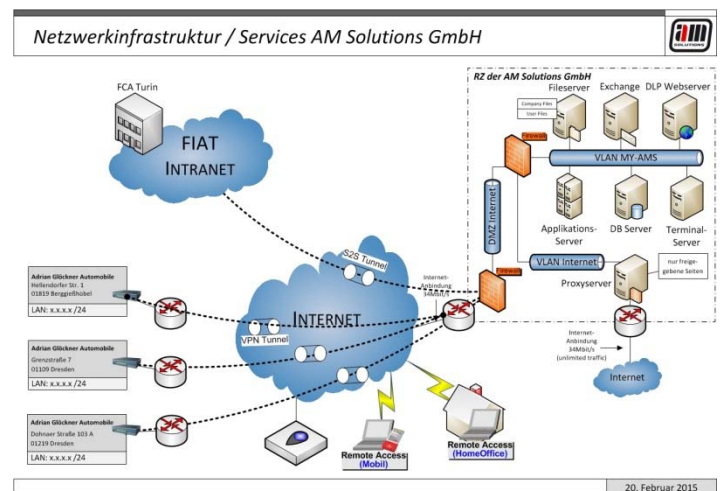 Netzwerkinfrastruktur / Services AM Solutions GmbH
am
SOLUTIONS
FCA Turin
FIAT
INTRANET
RZ der AM Solutions GmbH
Fileserver
Exchange
DLP Webserver
Company Files
User Files
Firewall
VLAN MY-AMS
Applikations-
Server
DB Server
Terminal-
Server
DMZ Internet
VLAN Internet
Proxyserver
nur freige-
gebene Seiten
Firewall
S2S Tunnel
Internet-
Anbindung
34Mbit/s
INTERNET
VPN Tunnel
Adrian Glöckner Automobile
Hellendorfer Str. 1
01819 Berggießhübel
LAN: x.x.x.x /24
Adrian Glöckner Automobile
Grenzstraße 7
01109 Dresden
LAN: x.x.x.x /24
Adrian Glöckner Automobile
Dohnaer Straße 103 A
01219 Dresden
LAN: x.x.x.x /24
Internet-
Anbindung
34Mbit/s
(unlimited traffic)
Internet
Remote Access
(Mobil)
Remote Access
(HomeOffice)
20. Februar 2015